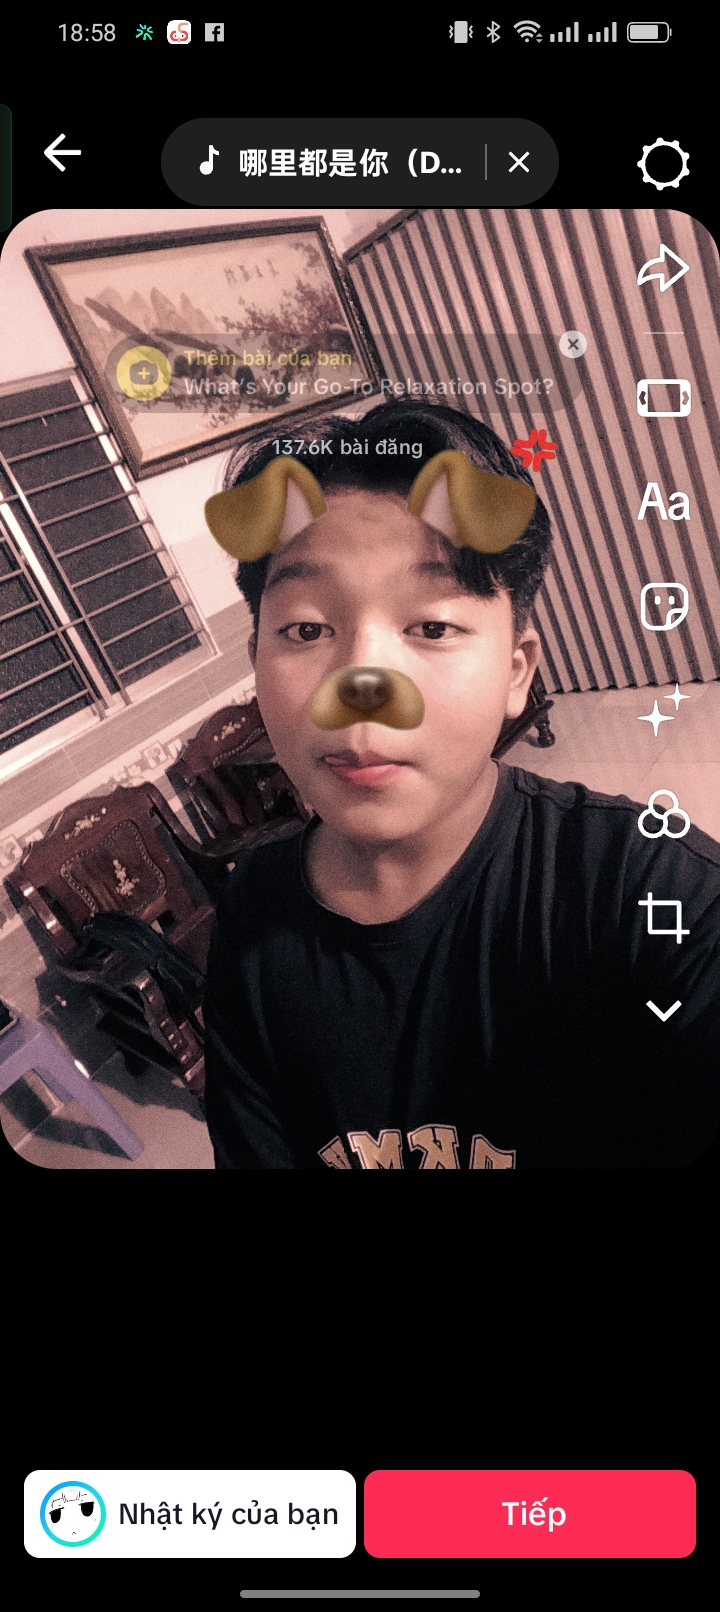 18:58
哪里都是你（D...
Thêm bài của bạn
What's Your Go-To Relaxation Spot?
137.6K bài đăng
Aa
Nhật ký của bạn
Tiếp